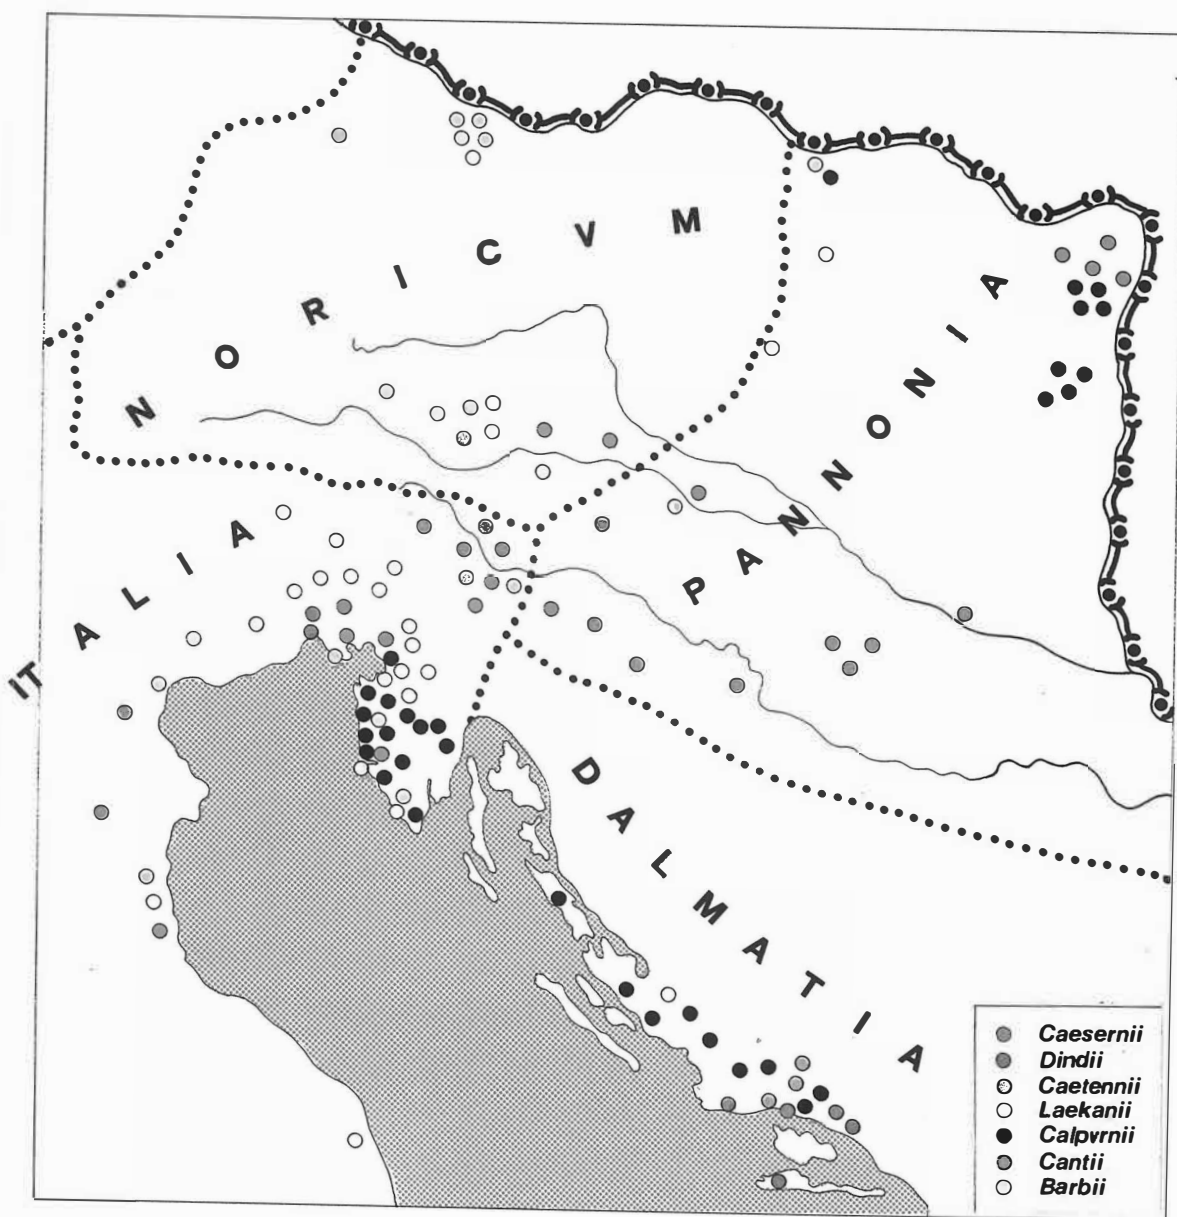 NORICVM
PANNONIA
ITALIA
DALMATIA
Caesernii
Dindii
Caetennii
Laekanii
Calpvrnii
Cantii
Barbii